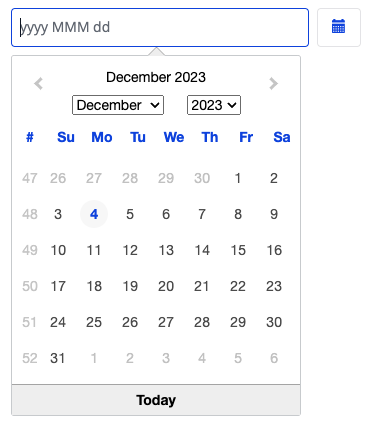 yyyy MMM dd
December 2023
December 2023
# Su Mo Tu We Th Fr Sa
47 26 27 28 29 30 1 2
48 3 4 5 6 7 8 9
49 10 11 12 13 14 15 16
50 17 18 19 20 21 22 23
51 24 25 26 27 28 29 30
52 31 1 2 3 4 5 6
Today